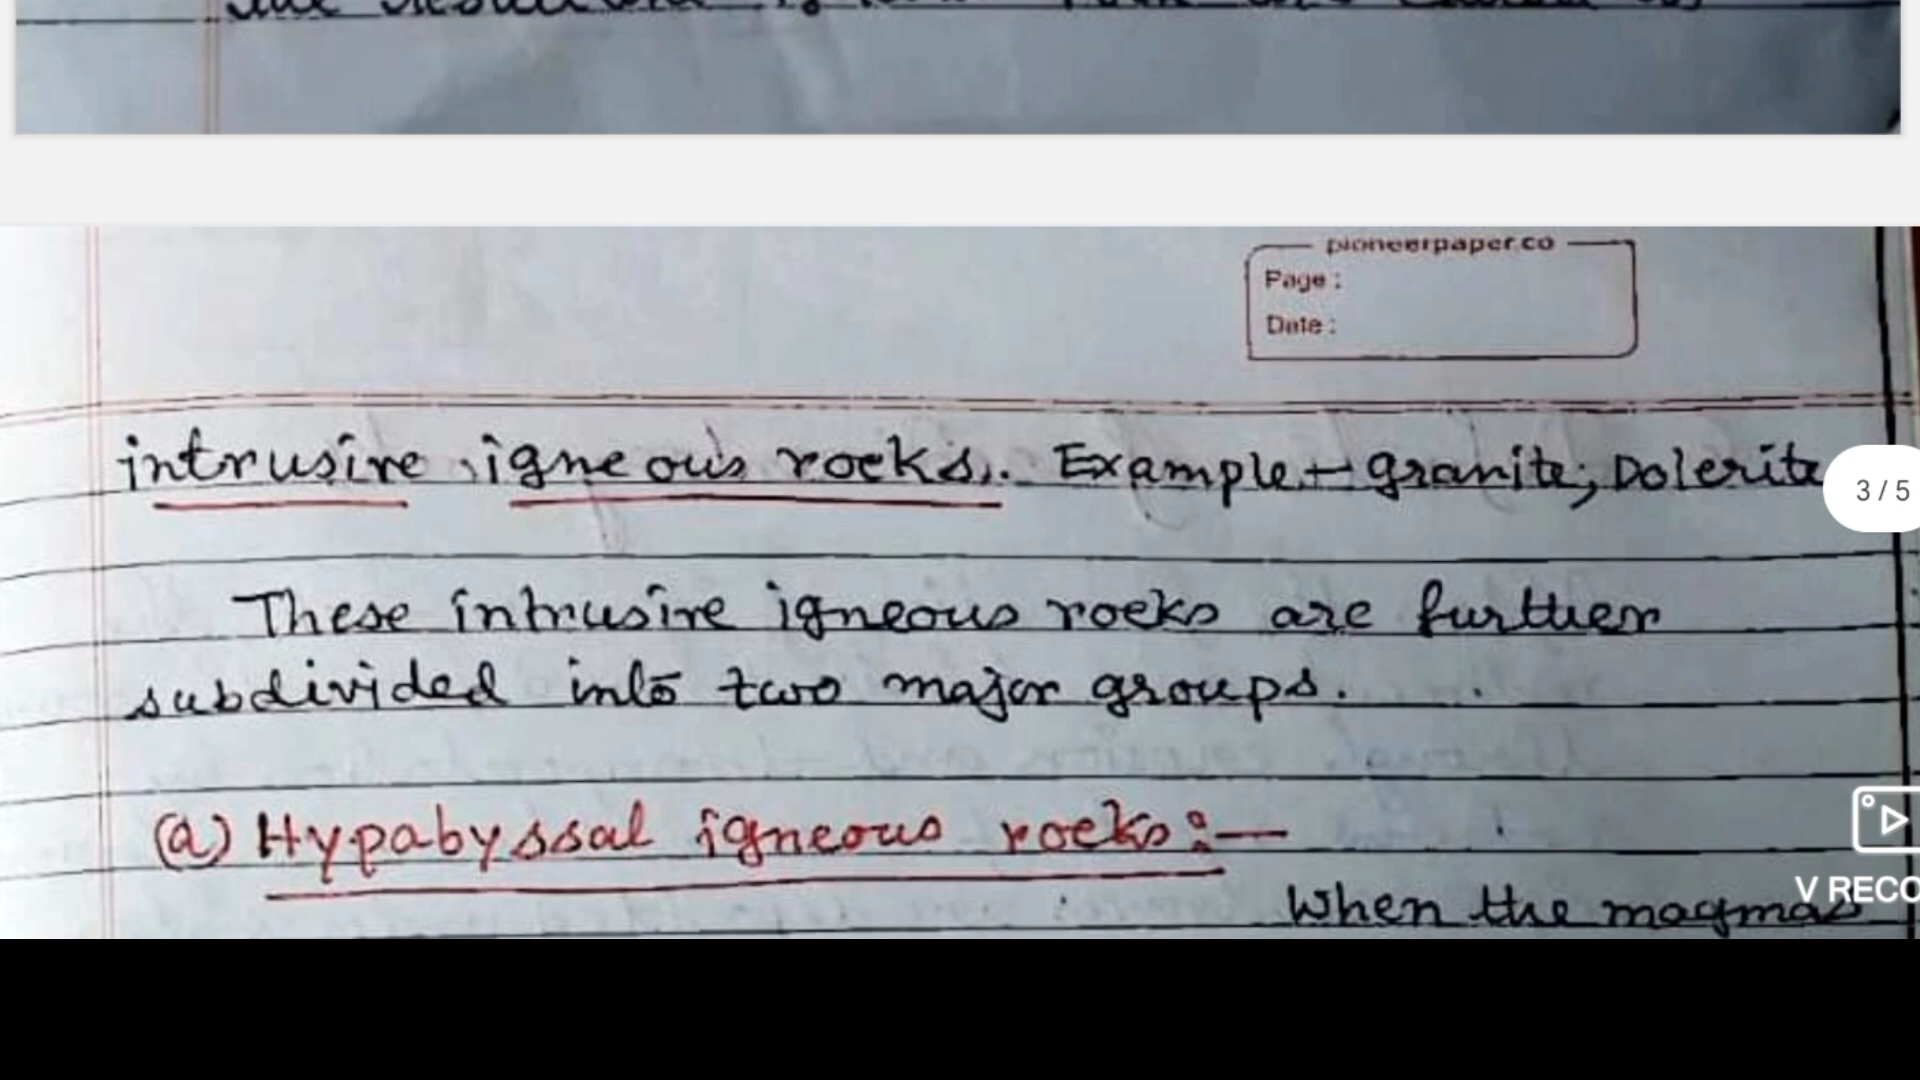 pioneerpaper.co
Page :
Date :
intrusive igneous rocks. Example - granite, Dolerite
3 / 5
These intrusive igneous rocks are further
subdivided into two major groups.
(a) Hypabyssal igneous rocks :-
V RECO
When the magmas